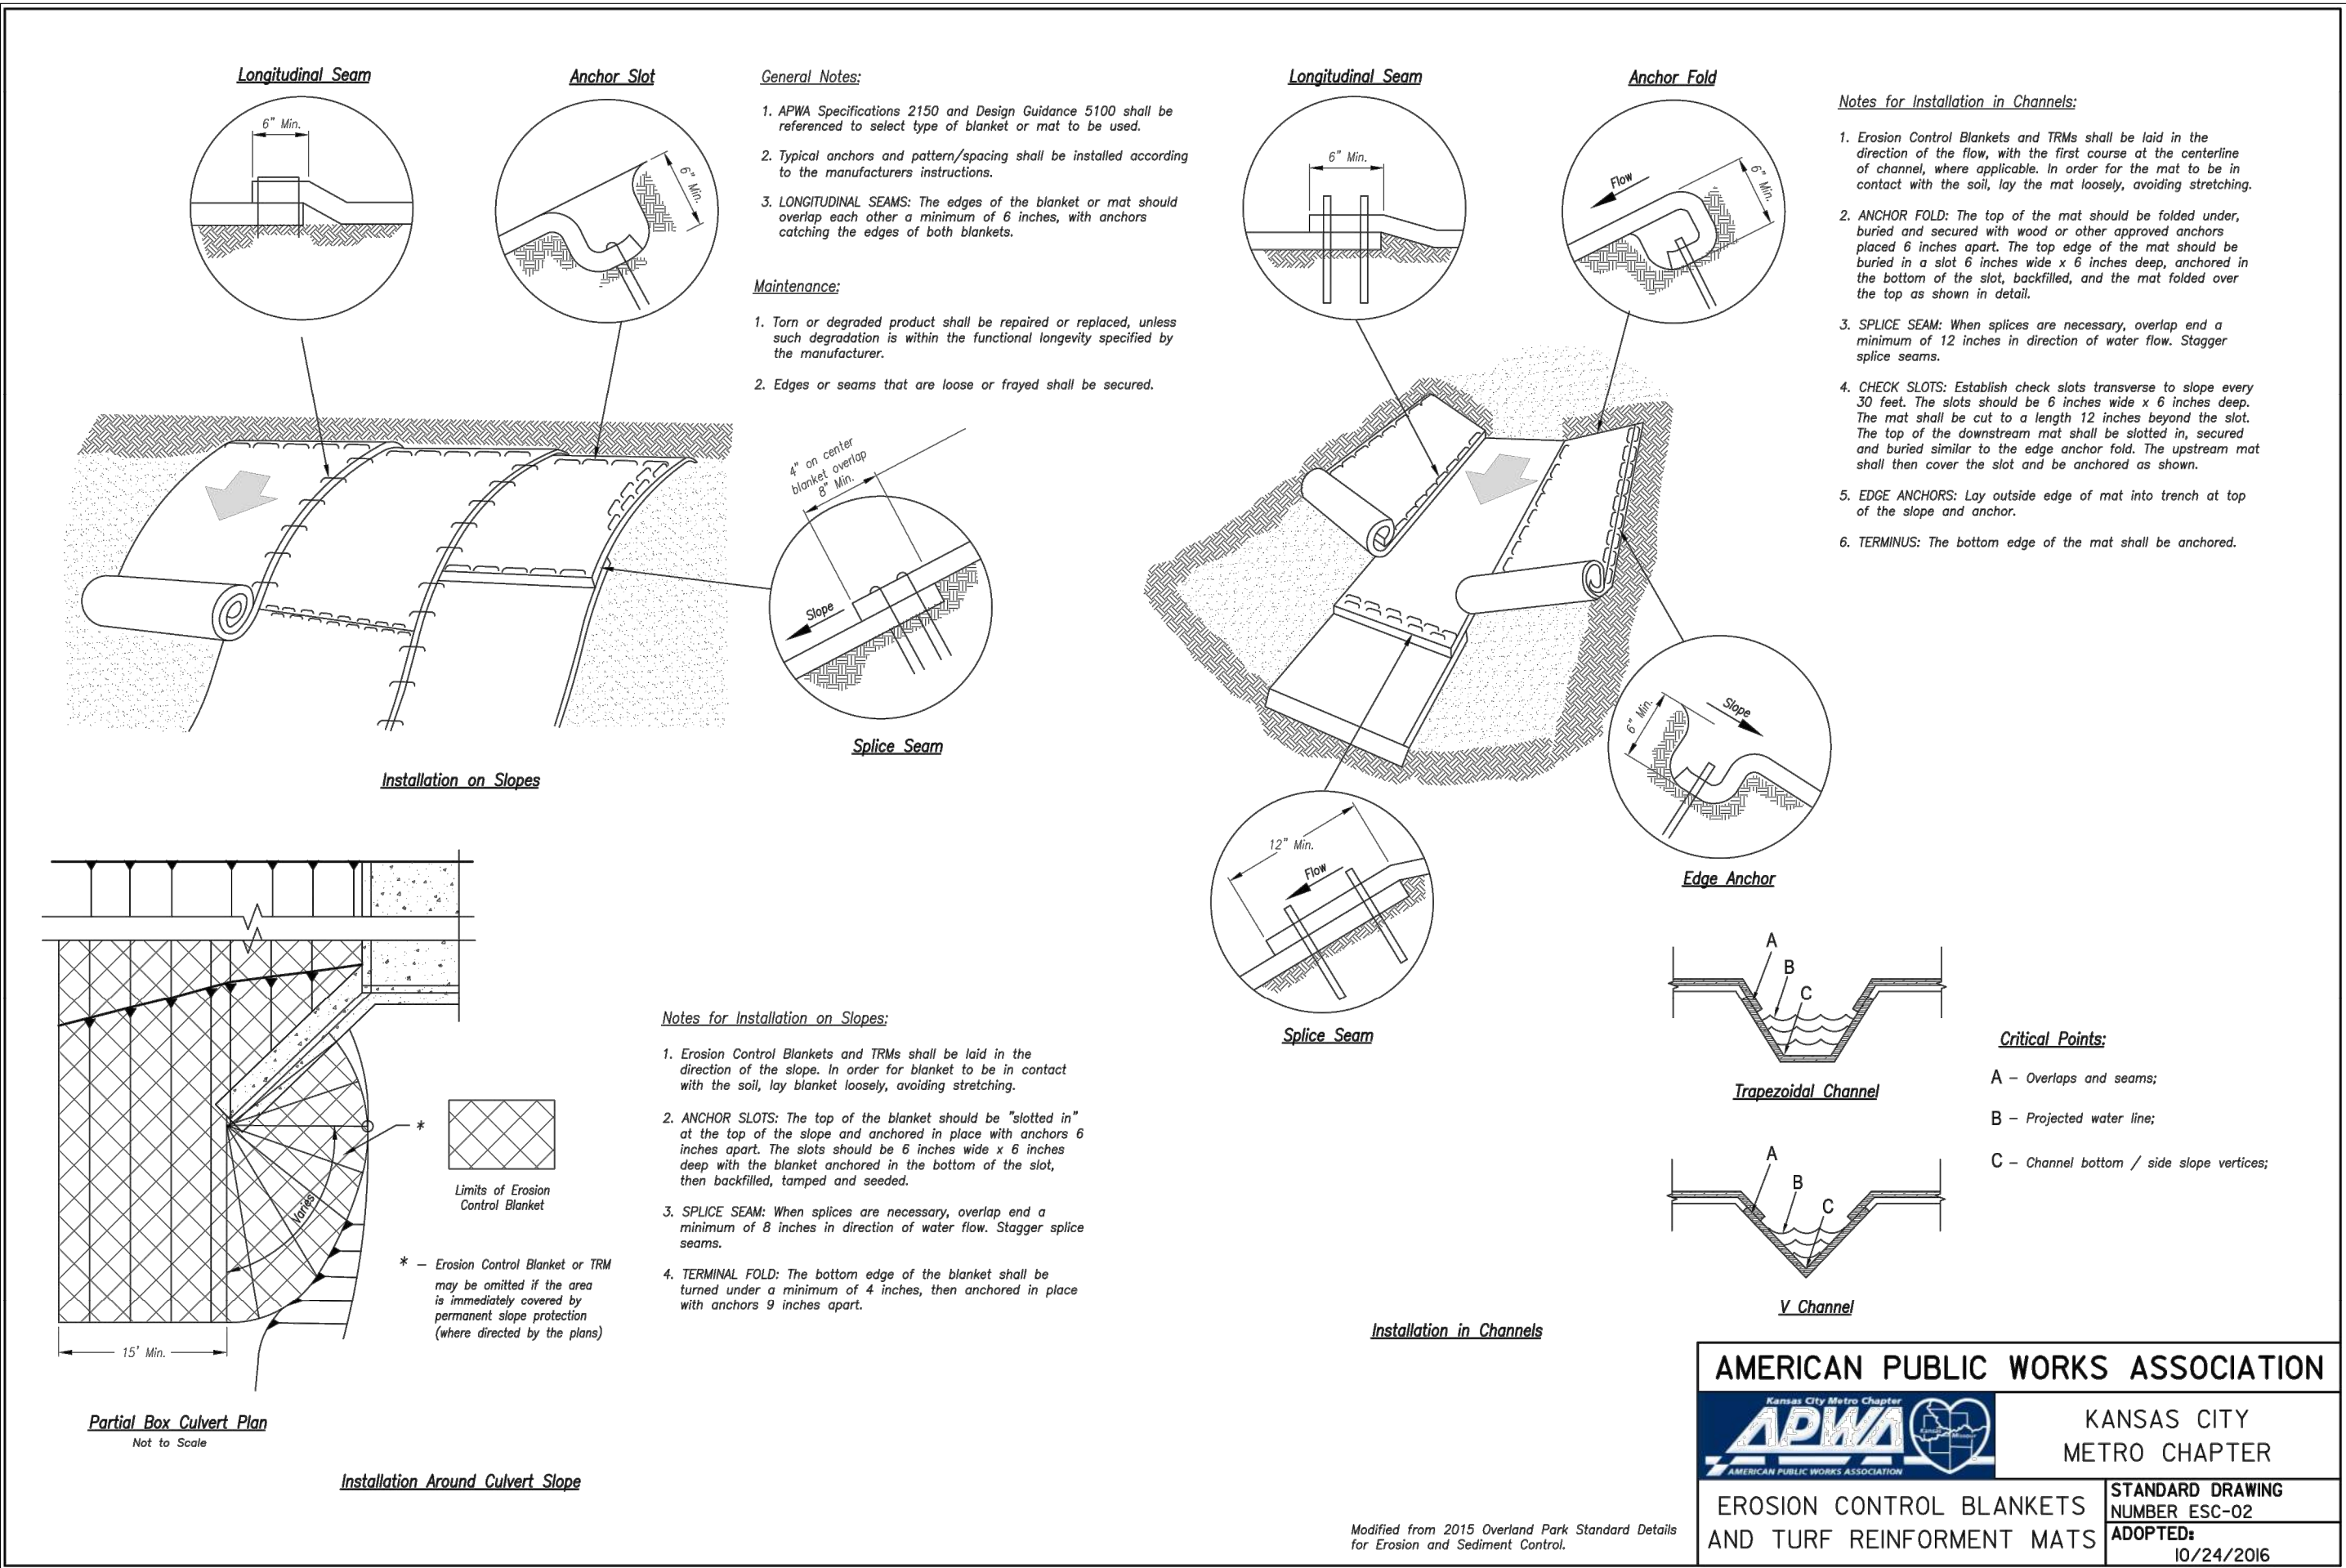 Longitudinal Seam
6" Min.
Anchor Slot
6" Min.
General Notes:
1. APWA Specifications 2150 and Design Guidance 5100 shall be
referenced to select type of blanket or mat to be used.
2. Typical anchors and pattern/spacing shall be installed according
to the manufacturers instructions.
3. LONGITUDINAL SEAMS: The edges of the blanket or mat should
overlap each other a minimum of 6 inches, with anchors
catching the edges of both blankets.
Maintenance:
1. Torn or degraded product shall be repaired or replaced, unless
such degradation is within the functional longevity specified by
the manufacturer.
2. Edges or seams that are loose or frayed shall be secured.
4" on center
blanket overlap
8" Min.
Slope
Splice Seam
Installation on Slopes
Longitudinal Seam
6" Min.
Anchor Fold
Flow
6" Min.
Notes for Installation in Channels:
1. Erosion Control Blankets and TRMs shall be laid in the
direction of the flow, with the first course at the centerline
of channel, where applicable. In order for the mat to be in
contact with the soil, lay the mat loosely, avoiding stretching.
2. ANCHOR FOLD: The top of the mat should be folded under,
buried and secured with wood or other approved anchors
placed 6 inches apart. The top edge of the mat should be
buried in a slot 6 inches wide x 6 inches deep, anchored in
the bottom of the slot, backfilled, and the mat folded over
the top as shown in detail.
3. SPLICE SEAM: When splices are necessary, overlap end a
minimum of 12 inches in direction of water flow. Stagger
splice seams.
4. CHECK SLOTS: Establish check slots transverse to slope every
30 feet. The slots should be 6 inches wide x 6 inches deep.
The mat shall be cut to a length 12 inches beyond the slot.
The top of the downstream mat shall be slotted in, secured
and buried similar to the edge anchor fold. The upstream mat
shall then cover the slot and be anchored as shown.
5. EDGE ANCHORS: Lay outside edge of mat into trench at top
of the slope and anchor.
6. TERMINUS: The bottom edge of the mat shall be anchored.
6" Min.
Slope
Edge Anchor
12" Min.
Flow
Splice Seam
A
B
C
Trapezoidal Channel
A
B
C
V Channel
Critical Points:
A – Overlaps and seams;
B – Projected water line;
C – Channel bottom / side slope vertices;
Installation in Channels
*
Varies
15' Min.
Limits of Erosion
Control Blanket
* – Erosion Control Blanket or TRM
may be omitted if the area
is immediately covered by
permanent slope protection
(where directed by the plans)
Partial Box Culvert Plan
Not to Scale
Installation Around Culvert Slope
Notes for Installation on Slopes:
1. Erosion Control Blankets and TRMs shall be laid in the
direction of the slope. In order for blanket to be in contact
with the soil, lay blanket loosely, avoiding stretching.
2. ANCHOR SLOTS: The top of the blanket should be "slotted in"
at the top of the slope and anchored in place with anchors 6
inches apart. The slots should be 6 inches wide x 6 inches
deep with the blanket anchored in the bottom of the slot,
then backfilled, tamped and seeded.
3. SPLICE SEAM: When splices are necessary, overlap end a
minimum of 8 inches in direction of water flow. Stagger splice
seams.
4. TERMINAL FOLD: The bottom edge of the blanket shall be
turned under a minimum of 4 inches, then anchored in place
with anchors 9 inches apart.
Modified from 2015 Overland Park Standard Details
for Erosion and Sediment Control.
AMERICAN PUBLIC WORKS ASSOCIATION
Kansas City Metro Chapter
APWA
Kansas Missouri
AMERICAN PUBLIC WORKS ASSOCIATION
KANSAS CITY
METRO CHAPTER
EROSION CONTROL BLANKETS
AND TURF REINFORMENT MATS
STANDARD DRAWING
NUMBER ESC-02
ADOPTED:
10/24/2016